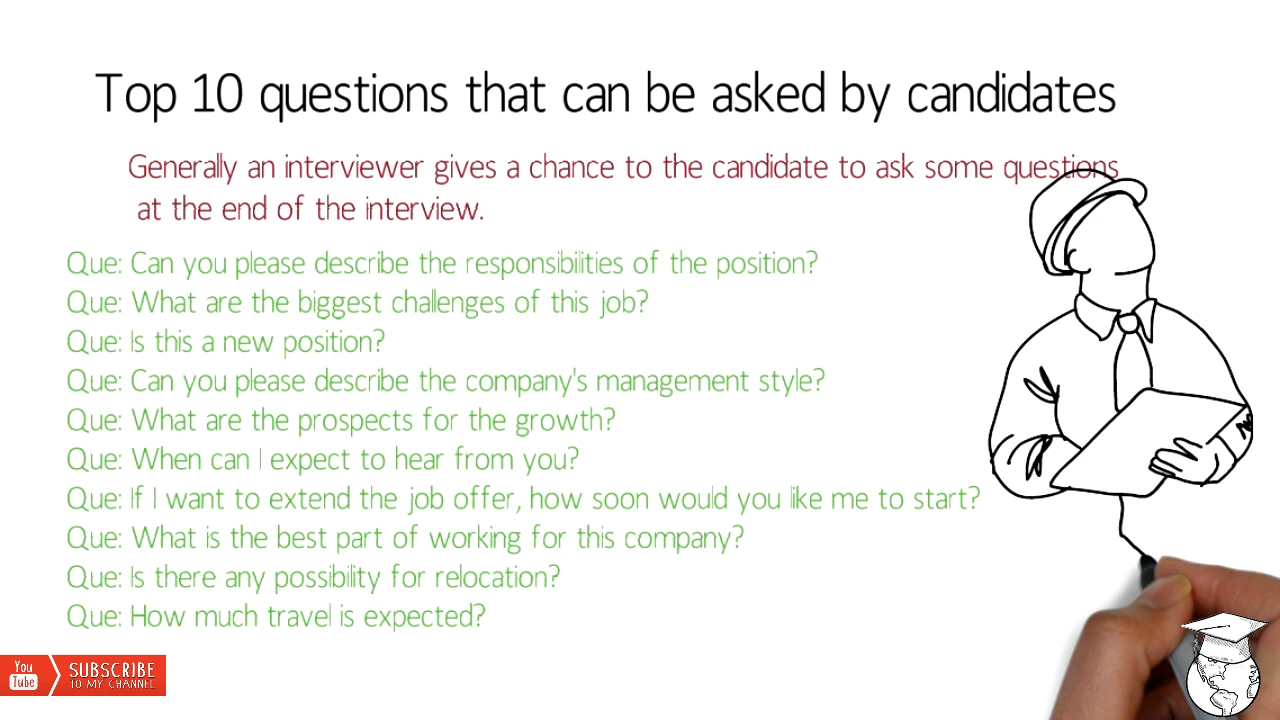 Top 10 questions that can be asked by candidates
Generally an interviewer gives a chance to the candidate to ask some questions
at the end of the interview.
Que: Can you please describe the responsibilities of the position?
Que: What are the biggest challenges of this job?
Que: Is this a new position?
Que: Can you please describe the company's management style?
Que: What are the prospects for the growth?
Que: When can I expect to hear from you?
Que: If I want to extend the job offer, how soon would you like me to start?
Que: What is the best part of working for this company?
Que: Is there any possibility for relocation?
Que: How much travel is expected?
You
Tube
SUBSCRIBE
TO MY CHANNEL